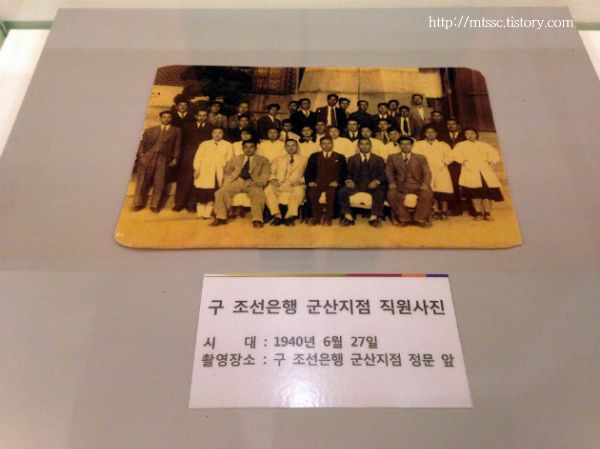 http://mtssc.tistory.com
구 조선은행 군산지점 직원사진
시 대 : 1940년 6월 27일
촬영장소 : 구 조선은행 군산지점 정문 앞